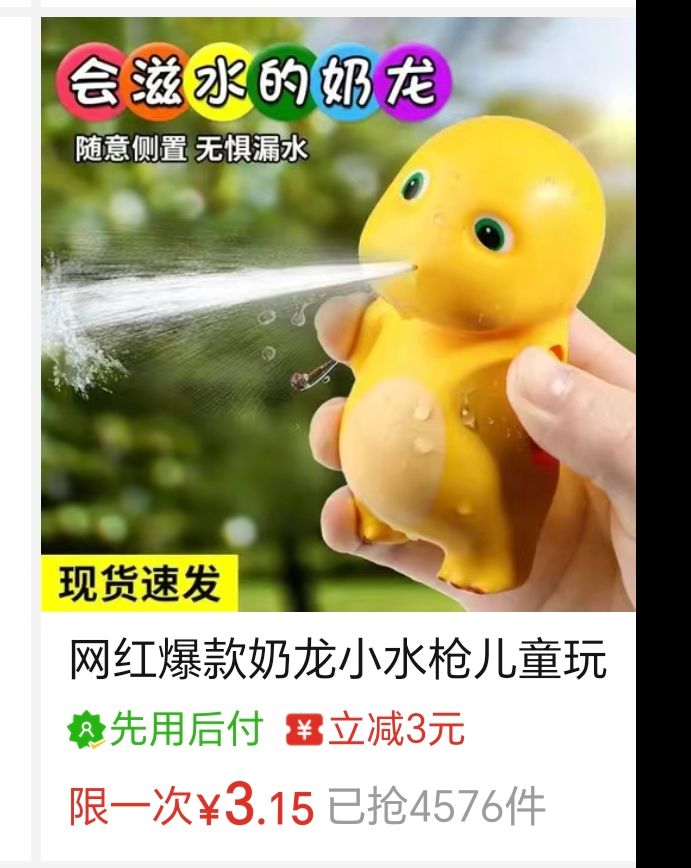 会滋水的奶龙
随意侧置 无惧漏水
现货速发
网红爆款奶龙小水枪儿童玩
先用后付 ¥ 立减3元
限一次¥3.15 已抢4576件